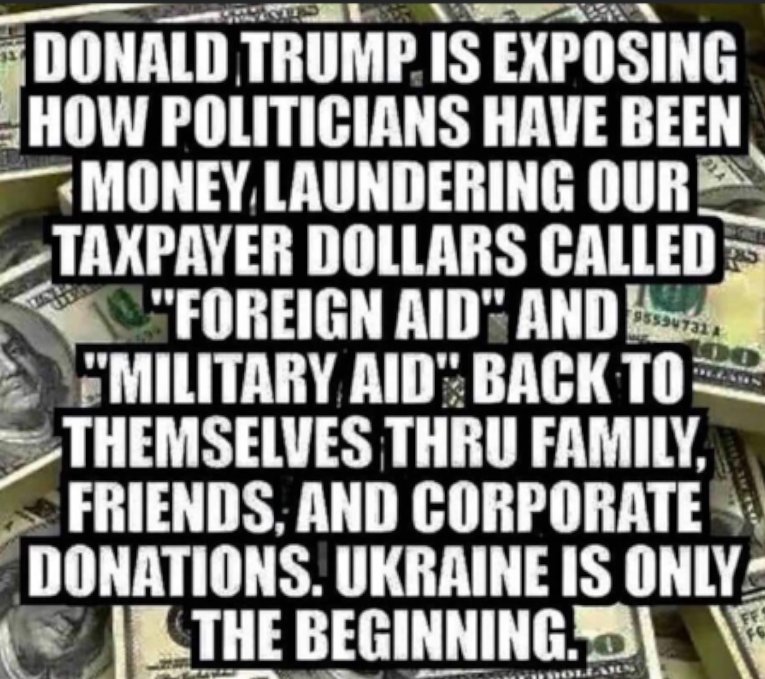 DONALD TRUMP IS EXPOSING
HOW POLITICIANS HAVE BEEN
MONEY LAUNDERING OUR
TAXPAYER DOLLARS CALLED
"FOREIGN AID" AND
"MILITARY AID" BACK TO
THEMSELVES THRU FAMILY,
FRIENDS, AND CORPORATE
DONATIONS. UKRAINE IS ONLY
THE BEGINNING.